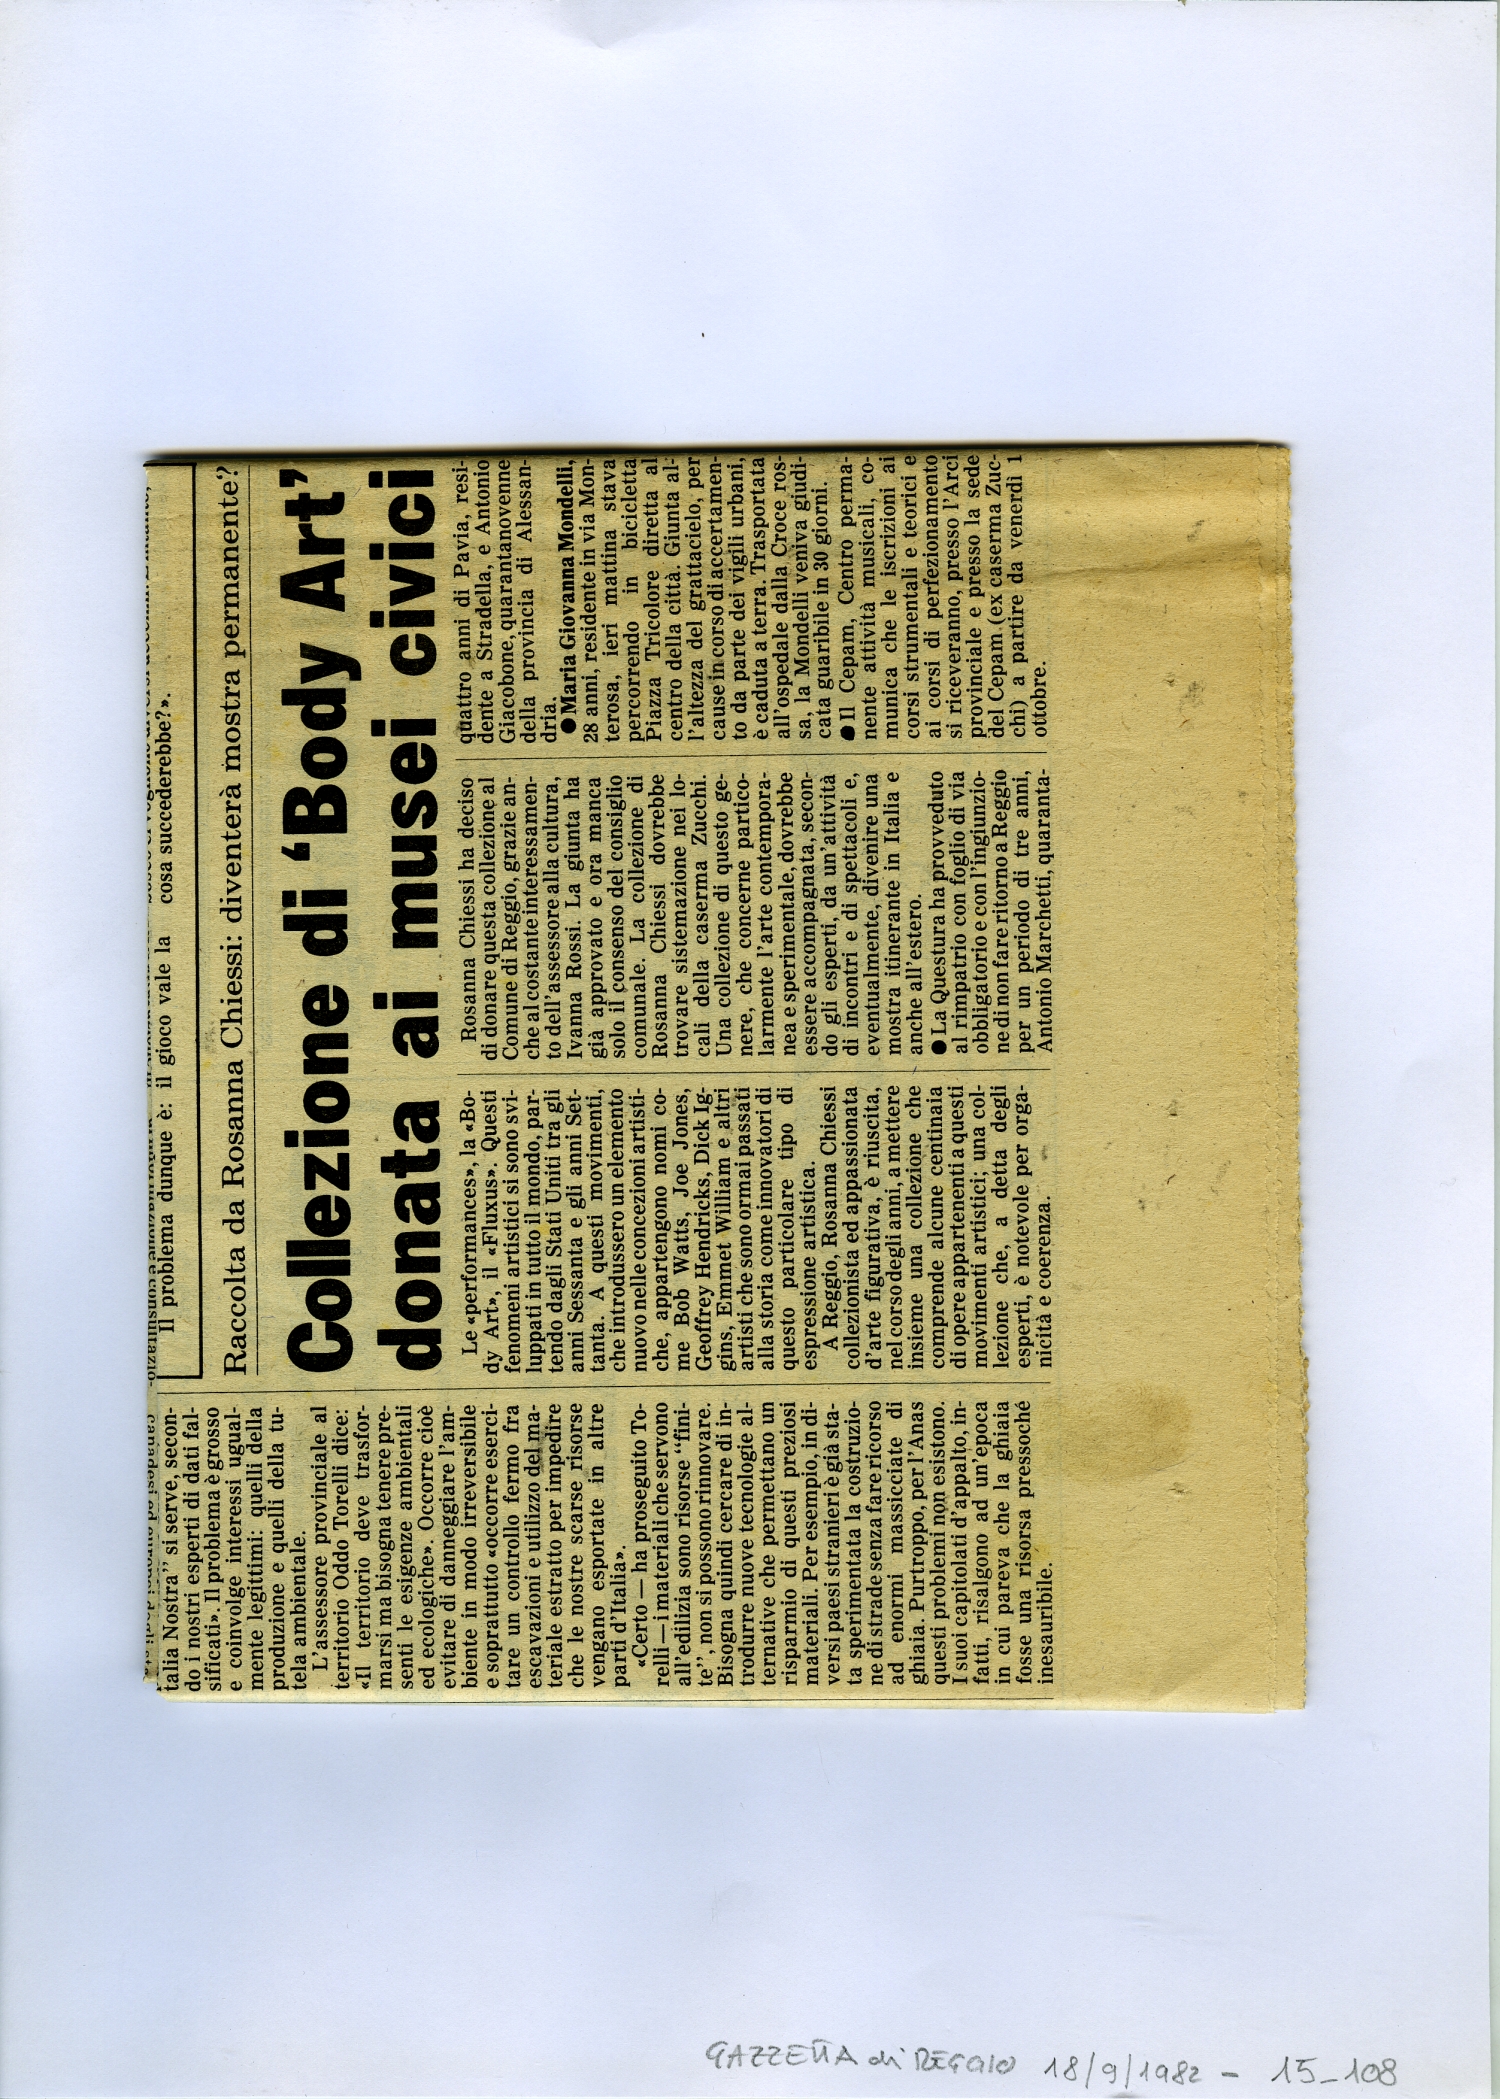 talia Nostra" si serve, secon-
do i nostri esperti di dati fal-
sificati». Il problema è grosso
e coinvolge interessi ugual-
mente legittimi: quelli della
produzione e quelli della tu-
tela ambientale.
L'assessore provinciale al
territorio Oddo Torelli dice:
«Il territorio deve trasfor-
marsi ma bisogna tenere pre-
senti le esigenze ambientali
ed ecologiche». Occorre cioè
evitare di danneggiare l'am-
biente in modo irreversibile
e soprattutto «occorre eserci-
tare un controllo fermo fra
escavazioni e utilizzo del ma-
teriale estratto per impedire
che le nostre scarse risorse
vengano esportate in altre
parti d'Italia».
«Certo — ha proseguito To-
relli — i materiali che servono
all'edilizia sono risorse "fini-
te", non si possono rinnovare.
Bisogna quindi cercare di in-
trodurre nuove tecnologie al-
ternative che permettano un
risparmio di questi preziosi
materiali. Per esempio, in di-
versi paesi stranieri è già sta-
ta sperimentata la costruzio-
ne di strade senza fare ricorso
ad enormi massicciate di
ghiaia. Purtroppo, per l'Anas
questi problemi non esistono.
I suoi capitolati d'appalto, in-
fatti, risalgono ad un'epoca
in cui pareva che la ghiaia
fosse una risorsa pressoché
inesauribile.
Il problema dunque è: il gioco vale la
cosa succederebbe?».
Raccolta da Rosanna Chiessi: diventerà mostra permanente?
Collezione di 'Body Art'
donata ai musei civici
Le «performances», la «Bo-
dy Art», il «Fluxus». Questi
fenomeni artistici si sono svi-
luppati in tutto il mondo, par-
tendo dagli Stati Uniti tra gli
anni Sessanta e gli anni Set-
tanta. A questi movimenti,
che introdussero un elemento
nuovo nelle concezioni artisti-
che, appartengono nomi co-
me Bob Watts, Joe Jones,
Geoffrey Hendricks, Dick Ig-
gins, Emmet William e altri
artisti che sono ormai passati
alla storia come innovatori di
questo particolare tipo di
espressione artistica.
A Reggio, Rosanna Chiessi
collezionista ed appassionata
d'arte figurativa, è riuscita,
nel corso degli anni, a mettere
insieme una collezione che
comprende alcune centinaia
di opere appartenenti a questi
movimenti artistici; una col-
lezione che, a detta degli
esperti, è notevole per orga-
nicità e coerenza.
Rosanna Chiessi ha deciso
di donare questa collezione al
Comune di Reggio, grazie an-
che al costante interessamen-
to dell'assessore alla cultura,
Ivanna Rossi. La giunta ha
già approvato e ora manca
solo il consenso del consiglio
comunale. La collezione di
Rosanna Chiessi dovrebbe
trovare sistemazione nei lo-
cali della caserma Zucchi.
Una collezione di questo ge-
nere, che concerne partico-
larmente l'arte contempora-
nea e sperimentale, dovrebbe
essere accompagnata, secon-
do gli esperti, da un'attività
di incontri e di spettacoli e,
eventualmente, divenire una
mostra itinerante in Italia e
anche all'estero.
● La Questura ha provveduto
al rimpatrio con foglio di via
obbligatorio e con l'ingiunzio-
ne di non fare ritorno a Reggio
per un periodo di tre anni,
Antonio Marchetti, quaranta-
quattro anni di Pavia, resi-
dente a Stradella, e Antonio
Giacobone, quarantanovenne
della provincia di Alessan-
dria.
● Maria Giovanna Mondelli,
28 anni, residente in via Mon-
terosa, ieri mattina stava
percorrendo in bicicletta
Piazza Tricolore diretta al
centro della città. Giunta al-
l'altezza del grattacielo, per
cause in corso di accertamen-
to da parte dei vigili urbani,
è caduta a terra. Trasportata
all'ospedale dalla Croce ros-
sa, la Mondelli veniva giudi-
cata guaribile in 30 giorni.
● Il Cepam, Centro perma-
nente attività musicali, co-
munica che le iscrizioni ai
corsi strumentali e teorici e
ai corsi di perfezionamento
si riceveranno, presso l'Arci
provinciale e presso la sede
del Cepam (ex caserma Zuc-
chi) a partire da venerdì 1
ottobre.
GAZZETTA di REGGIO 18/9/1982 - 15_108